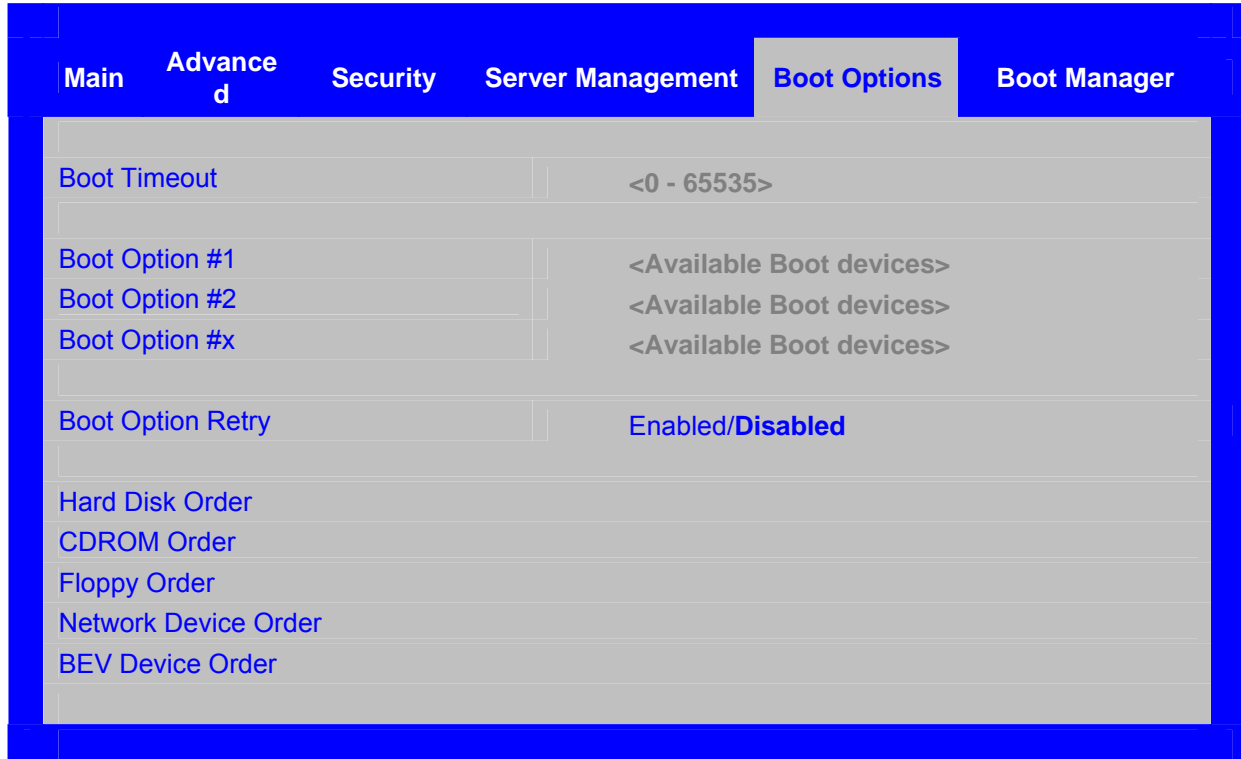 Main Advance
d Security Server Management Boot Options Boot Manager
Boot Timeout <0 - 65535>
Boot Option #1 <Available Boot devices>
Boot Option #2 <Available Boot devices>
Boot Option #x <Available Boot devices>
Boot Option Retry Enabled/Disabled
Hard Disk Order
CDROM Order
Floppy Order
Network Device Order
BEV Device Order